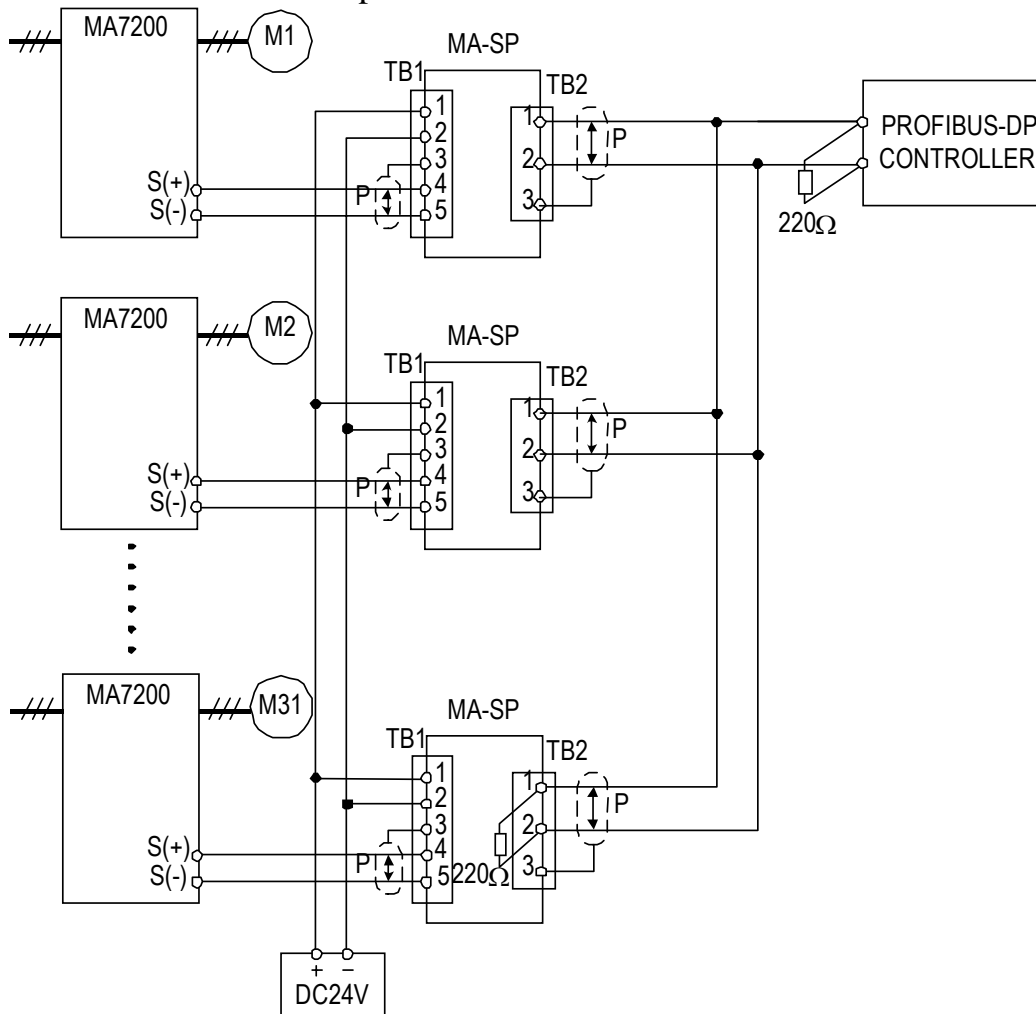 MA7200
M1
S(+)
S(-)
P
MA-SP
TB1
1
2
3
4
5
TB2
1
2
3
P
PROFIBUS-DP
CONTROLLER
220Ω
MA7200
M2
S(+)
S(-)
P
MA-SP
TB1
1
2
3
4
5
TB2
1
2
3
P
MA7200
M31
S(+)
S(-)
P
MA-SP
TB1
1
2
3
4
5
220Ω
TB2
1
2
3
P
+ −
DC24V